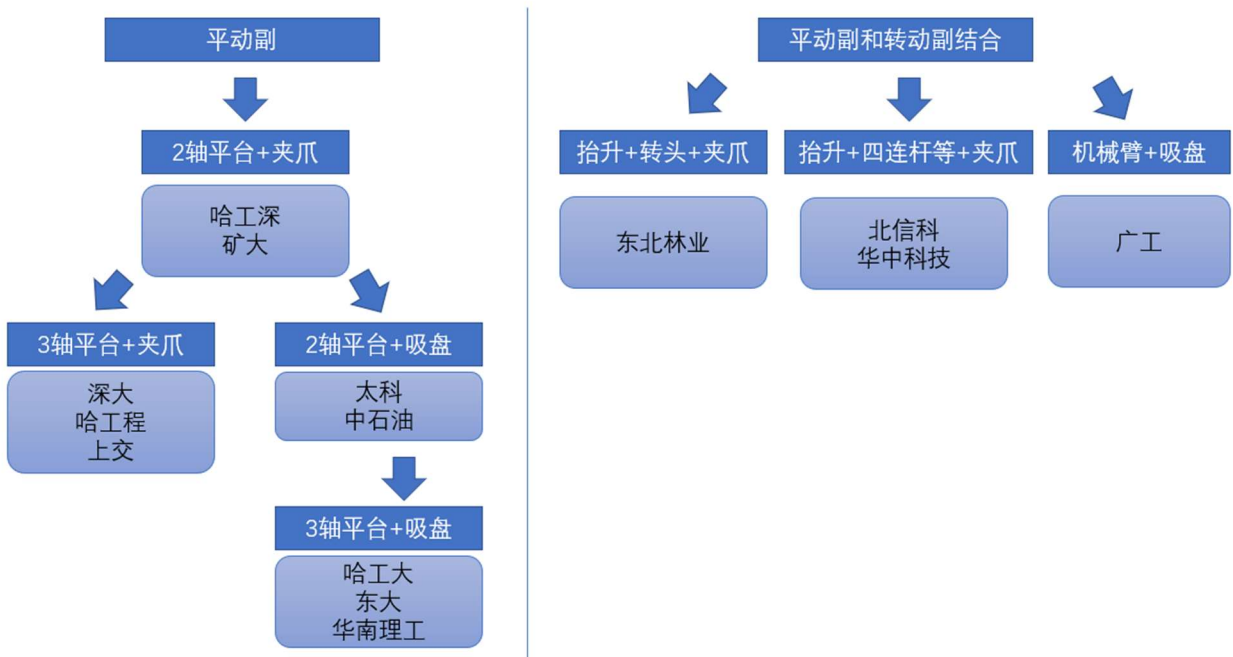 平动副
2轴平台+夹爪
哈工深
矿大
3轴平台+夹爪
深大
哈工程
上交
2轴平台+吸盘
太科
中石油
3轴平台+吸盘
哈工大
东大
华南理工
平动副和转动副结合
抬升+转头+夹爪
东北林业
抬升+四连杆等+夹爪
北信科
华中科技
机械臂+吸盘
广工